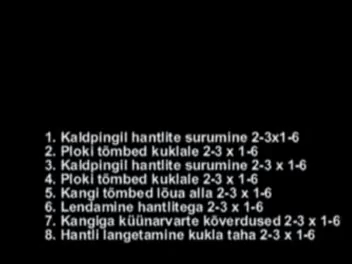 1. Kaldpingil hantlite surumine 2-3x1-6
2. Ploki tõmbed kuklale 2-3 x 1-6
3. Kaldpingil hantlite surumine 2-3 x 1-6
4. Ploki tõmbed kuklale 2-3 x 1-6
5. Kangi tõmbed lõua alla 2-3 x 1-6
6. Lendamine hantlitega 2-3 x 1-6
7. Kangiga küünarvarte kõverdused 2-3 x 1-6
8. Hantli langetamine kukla taha 2-3 x 1-6